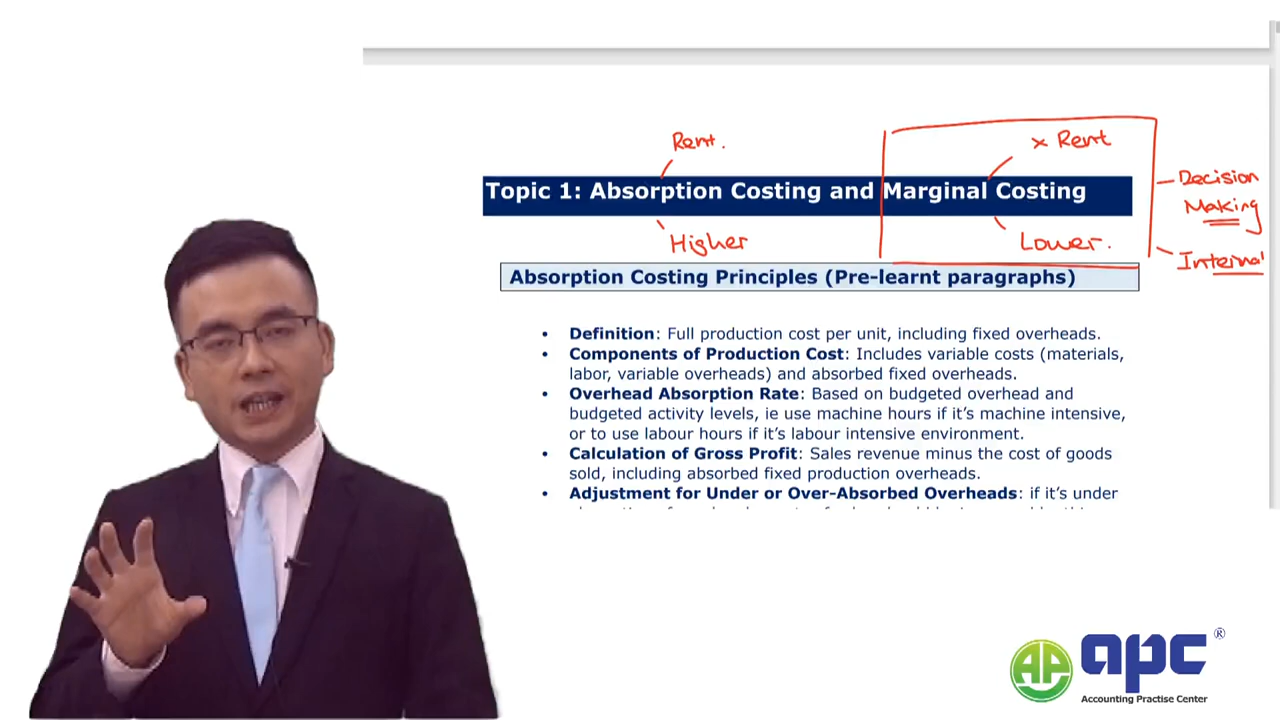 Rent.
x Rent
Topic 1: Absorption Costing and Marginal Costing
Decision
Making
Higher
Lower.
Internal
Absorption Costing Principles (Pre-learnt paragraphs)
• Definition: Full production cost per unit, including fixed overheads.
• Components of Production Cost: Includes variable costs (materials,
labor, variable overheads) and absorbed fixed overheads.
• Overhead Absorption Rate: Based on budgeted overhead and
budgeted activity levels, ie use machine hours if it's machine intensive,
or to use labour hours if it's labour intensive environment.
• Calculation of Gross Profit: Sales revenue minus the cost of goods
sold, including absorbed fixed production overheads.
• Adjustment for Under or Over-Absorbed Overheads: if it's under
AP
apc®
Accounting Practise Center